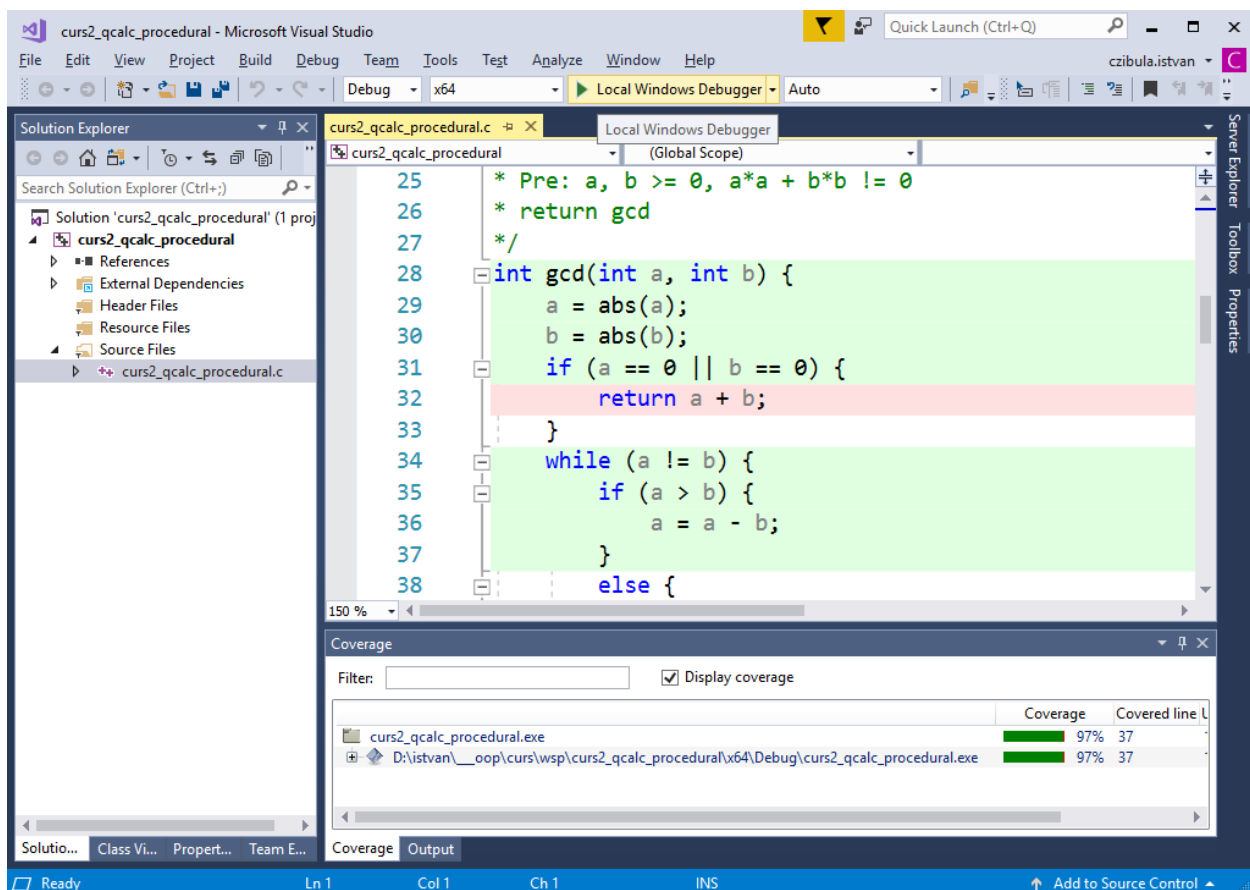 curs2_qcalc_procedural - Microsoft Visual Studio
Quick Launch (Ctrl+Q)
File Edit View Project Build Debug Team Tools Test Analyze Window Help
czibula.istvan
C
Debug x64 Local Windows Debugger Auto
Solution Explorer
Search Solution Explorer (Ctrl+;)
Solution 'curs2_qcalc_procedural' (1 proj
curs2_qcalc_procedural
References
External Dependencies
Header Files
Resource Files
Source Files
curs2_qcalc_procedural.c
Solutio... Class Vi... Propert... Team E...
curs2_qcalc_procedural.c
Local Windows Debugger
curs2_qcalc_procedural (Global Scope)
25 * Pre: a, b >= 0, a*a + b*b != 0
26 * return gcd
27 */
28 int gcd(int a, int b) {
29 a = abs(a);
30 b = abs(b);
31 if (a == 0 || b == 0) {
32 return a + b;
33 }
34 while (a != b) {
35 if (a > b) {
36 a = a - b;
37 }
38 else {
150 %
Coverage
Filter: Display coverage
Coverage Covered line
curs2_qcalc_procedural.exe 97% 37
D:\istvan\__oop\curs\wsp\curs2_qcalc_procedural\x64\Debug\curs2_qcalc_procedural.exe 97% 37
Coverage Output
Server Explorer
Toolbox
Properties
Ready Ln 1 Col 1 Ch 1 INS Add to Source Control